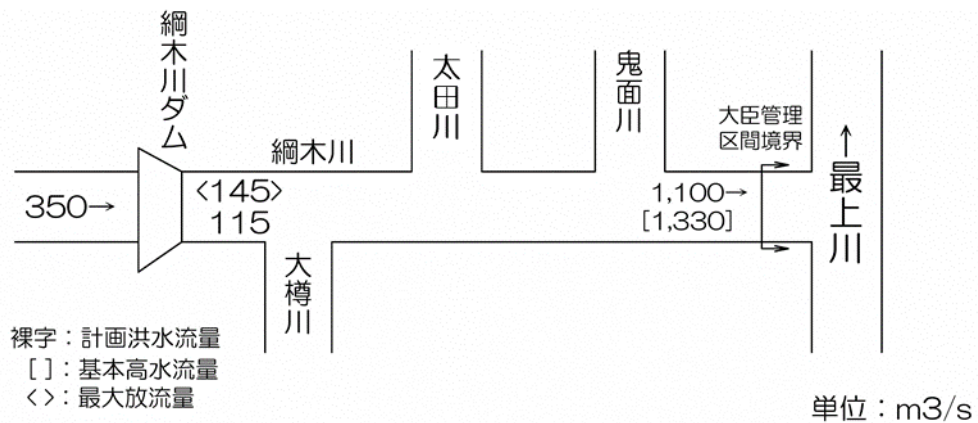 綱木川ダム
太田川
鬼面川
大臣管理
区間境界
綱木川
350→
<145>
115
1,100→
[1,330]
←最上川
大樽川
裸字：計画洪水流量
[ ]：基本高水流量
<>：最大放流量
単位：m3/s